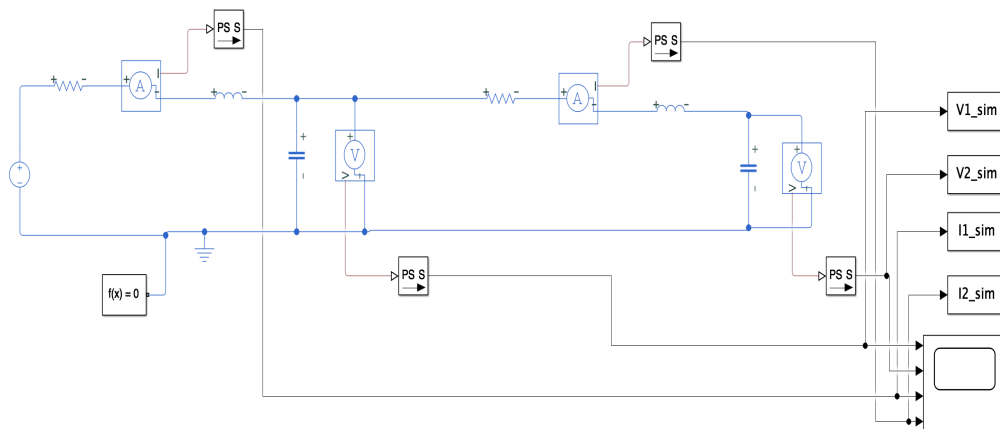 PS S
PS S
A
A
V1_sim
V
V
V2_sim
I1_sim
PS S
PS S
f(x) = 0
I2_sim